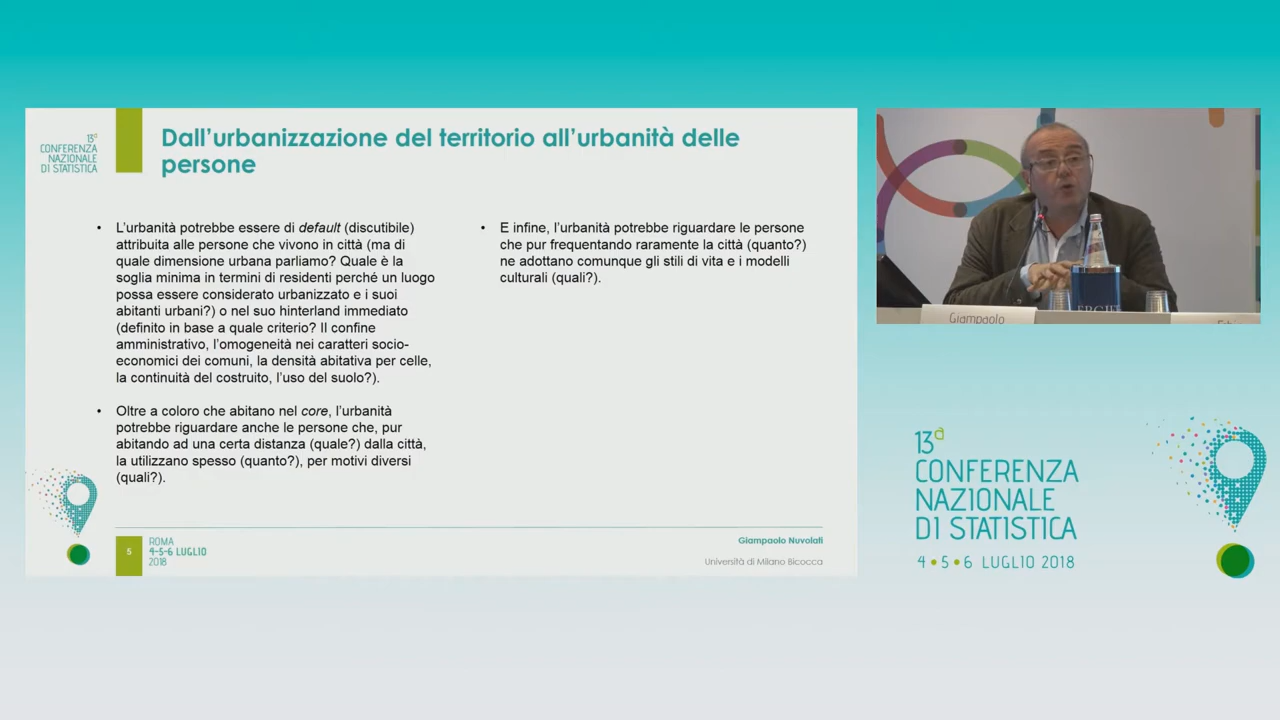 13ª
CONFERENZA
NAZIONALE
DI STATISTICA
Dall'urbanizzazione del territorio all'urbanità delle
persone
• L'urbanità potrebbe essere di default (discutibile)
attribuita alle persone che vivono in città (ma di
quale dimensione urbana parliamo? Quale è la
soglia minima in termini di residenti perché un luogo
possa essere considerato urbanizzato e i suoi
abitanti urbani?) o nel suo hinterland immediato
(definito in base a quale criterio? Il confine
amministrativo, l'omogeneità nei caratteri socio-
economici dei comuni, la densità abitativa per celle,
la continuità del costruito, l'uso del suolo?).
• Oltre a coloro che abitano nel core, l'urbanità
potrebbe riguardare anche le persone che, pur
abitando ad una certa distanza (quale?) dalla città,
la utilizzano spesso (quanto?), per motivi diversi
(quali?).
• E infine, l'urbanità potrebbe riguardare le persone
che pur frequentando raramente la città (quanto?)
ne adottano comunque gli stili di vita e i modelli
culturali (quali?).
5
ROMA
4-5-6 LUGLIO
2018
Giampaolo Nuvolati
Università di Milano Bicocca
Giampaolo
13ª
CONFERENZA
NAZIONALE
DI STATISTICA
4 • 5 • 6 LUGLIO 2018